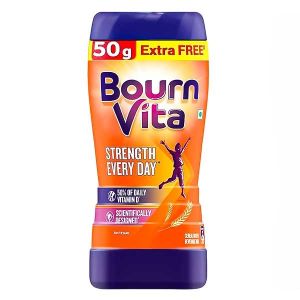 50g Extra FREE*
Bourn
Vita
STRENGTH
EVERY DAY
50% OF DAILY
VITAMIN D
SCIENTIFICALLY
DESIGNED